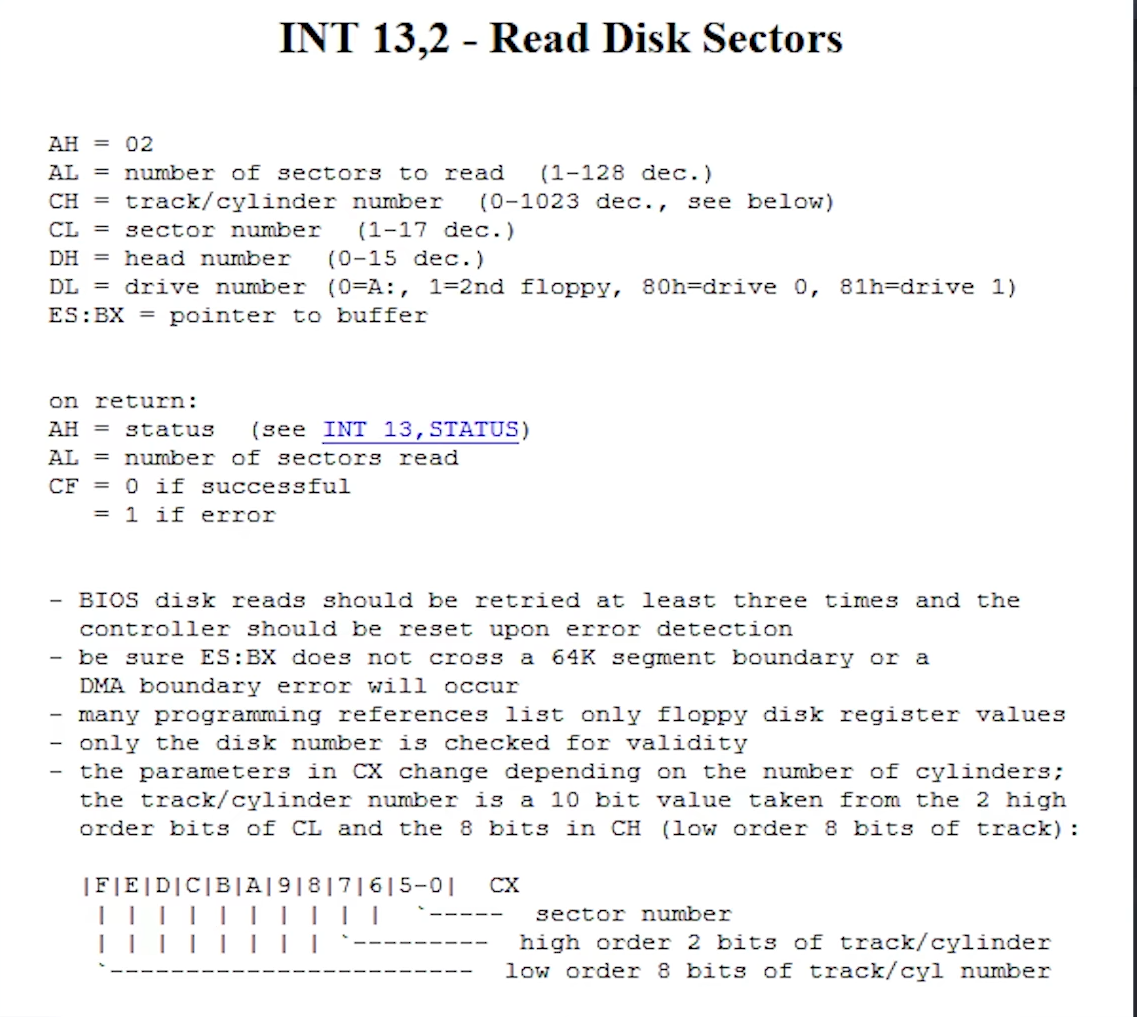 INT 13,2 - Read Disk Sectors
AH = 02
AL = number of sectors to read  (1-128 dec.)
CH = track/cylinder number  (0-1023 dec., see below)
CL = sector number  (1-17 dec.)
DH = head number  (0-15 dec.)
DL = drive number (0=A:, 1=2nd floppy, 80h=drive 0, 81h=drive 1)
ES:BX = pointer to buffer
on return:
AH = status  (see INT 13,STATUS)
AL = number of sectors read
CF = 0 if successful
   = 1 if error
- BIOS disk reads should be retried at least three times and the
  controller should be reset upon error detection
- be sure ES:BX does not cross a 64K segment boundary or a
  DMA boundary error will occur
- many programming references list only floppy disk register values
- only the disk number is checked for validity
- the parameters in CX change depending on the number of cylinders;
  the track/cylinder number is a 10 bit value taken from the 2 high
  order bits of CL and the 8 bits in CH (low order 8 bits of track):
  |F|E|D|C|B|A|9|8|7|6|5-0|  CX
   | | | | | | | | | |  `-----  sector number
   | | | | | | | | `---------  high order 2 bits of track/cylinder
   `------------------------  low order 8 bits of track/cyl number